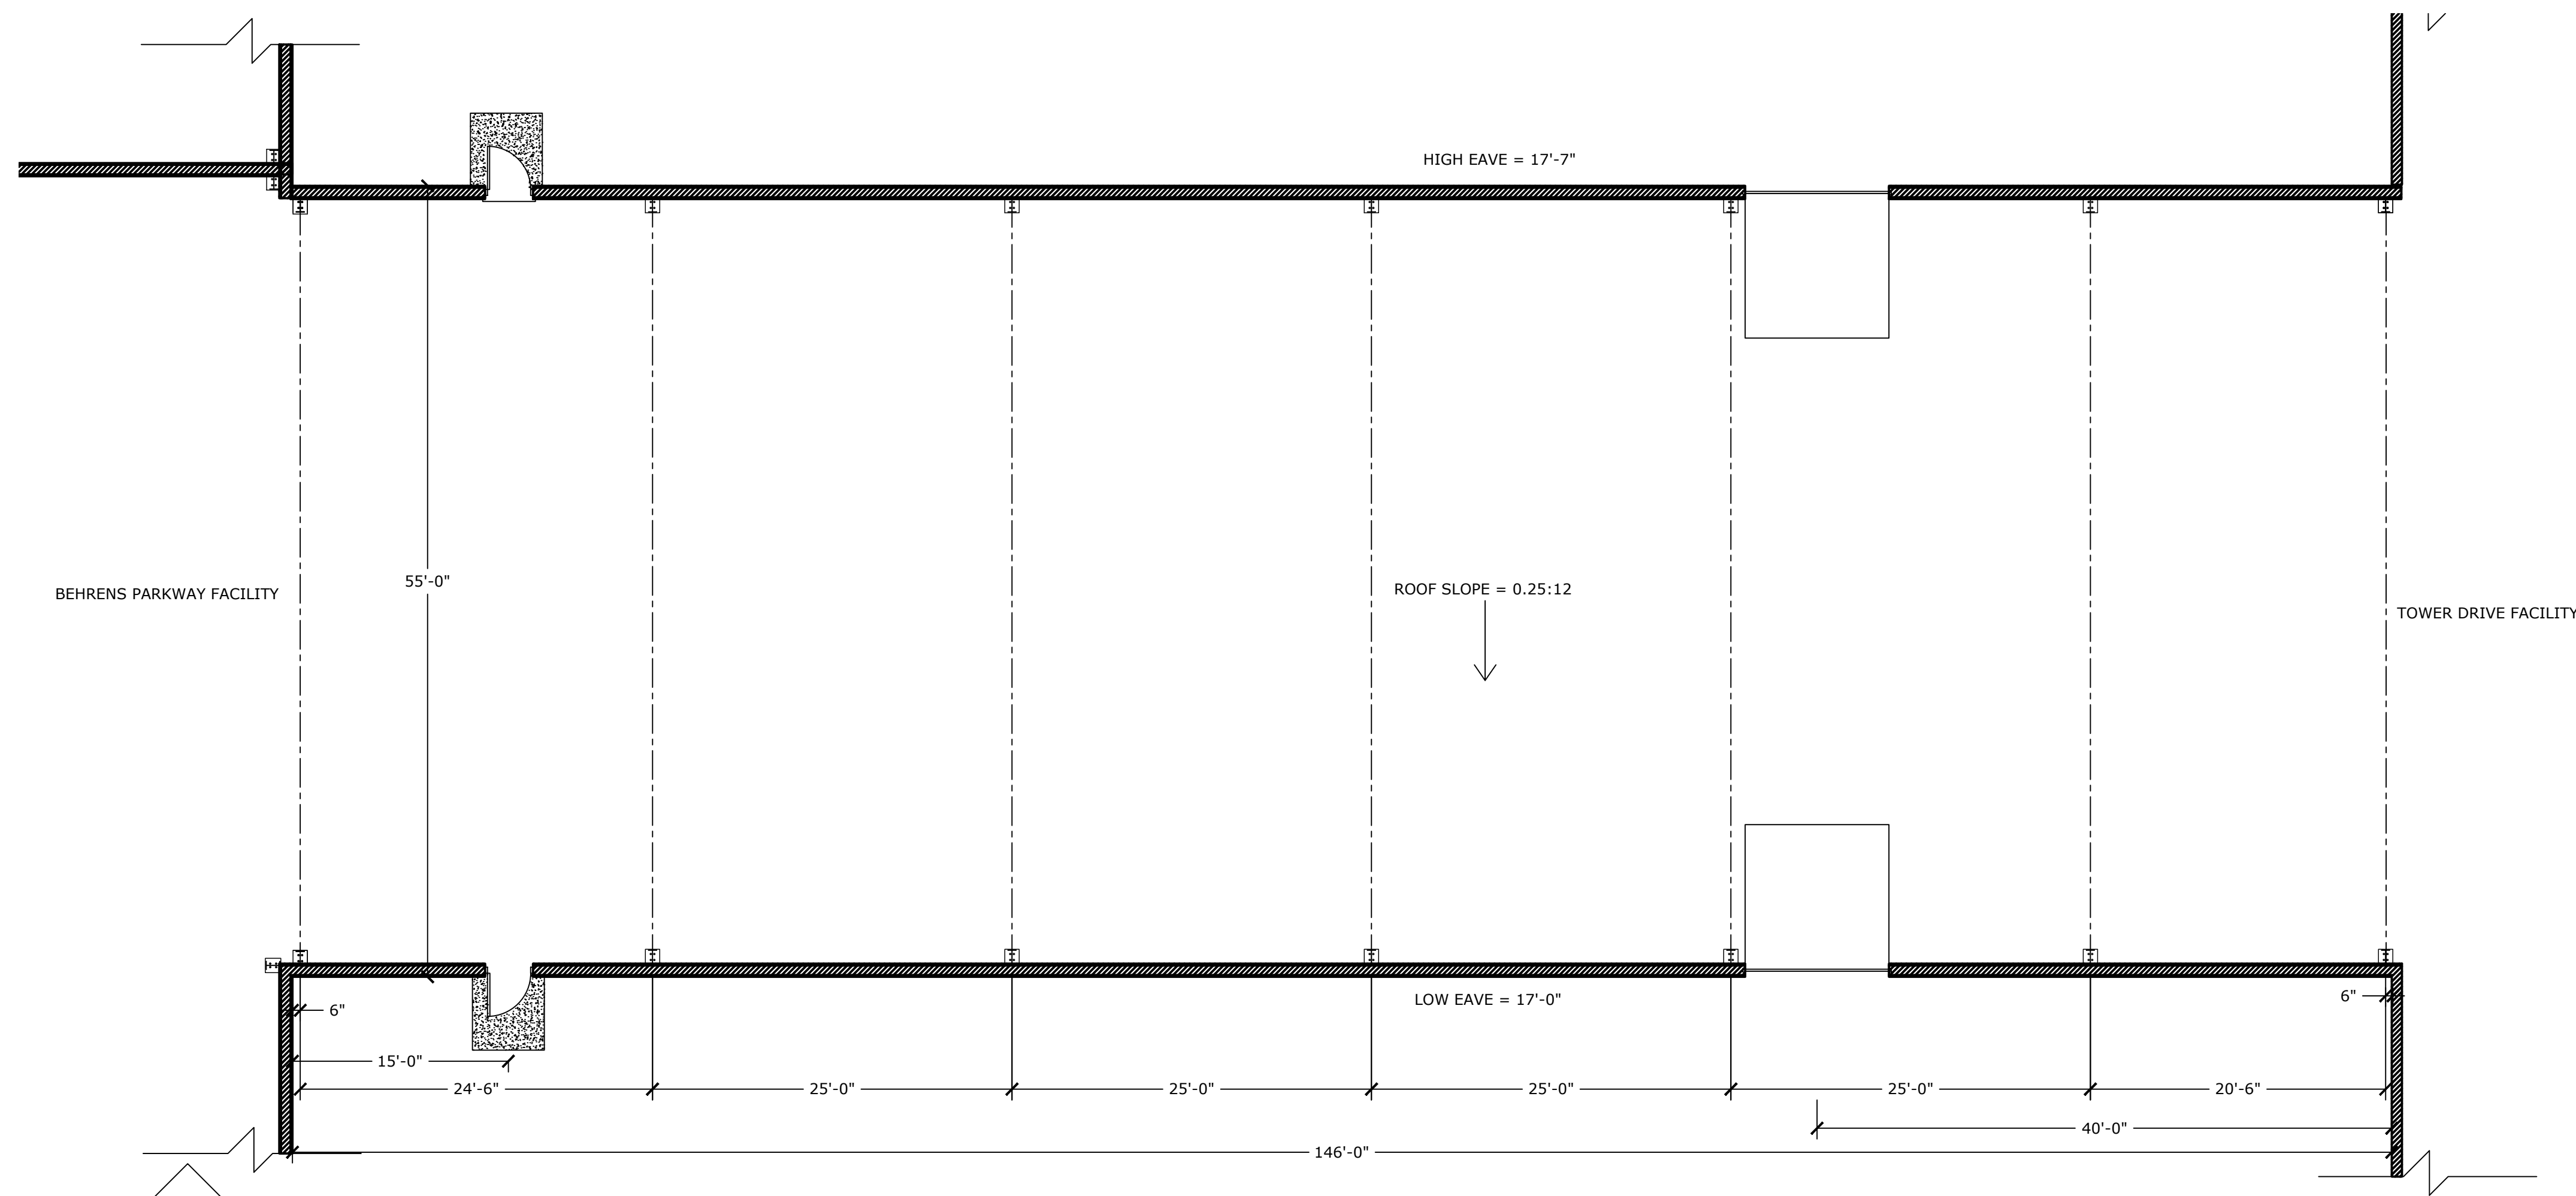 HIGH EAVE = 17'-7"
55'-0"
ROOF SLOPE = 0.25:12
BEHRENS PARKWAY FACILITY
TOWER DRIVE FACILITY
LOW EAVE = 17'-0"
6"
6"
15'-0"
24'-6"
25'-0"
25'-0"
25'-0"
25'-0"
20'-6"
40'-0"
146'-0"